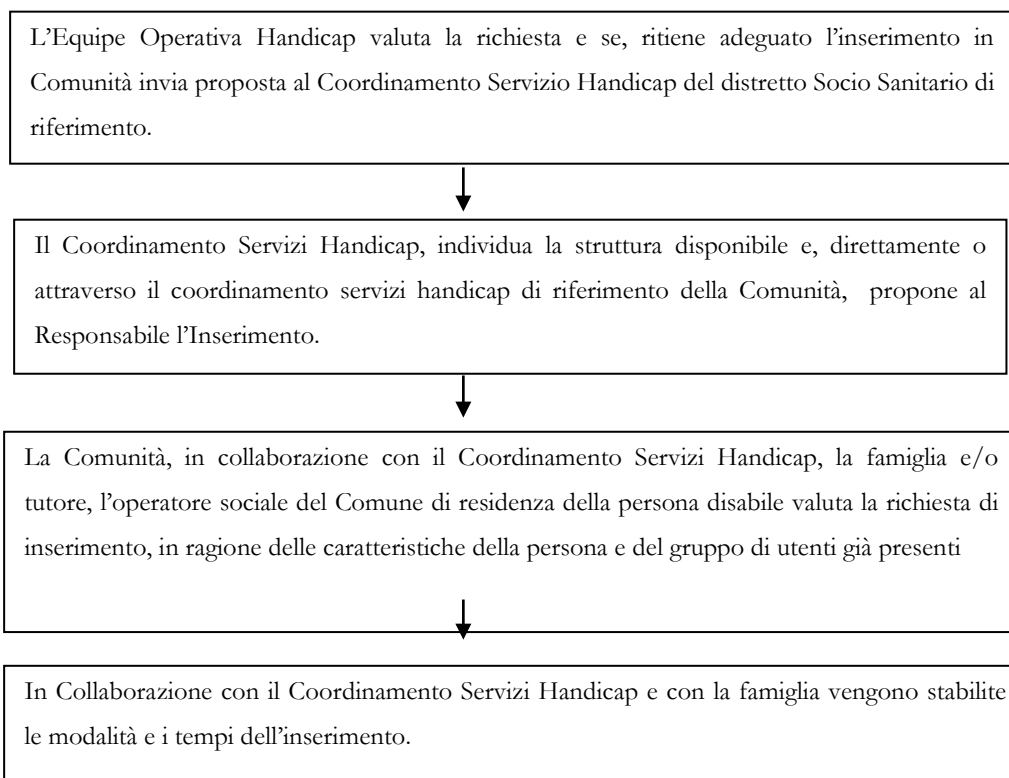 L’Equipe Operativa Handicap valuta la richiesta e se, ritiene adeguato l’inserimento in
Comunità invia proposta al Coordinamento Servizio Handicap del distretto Socio Sanitario di
riferimento.
Il Coordinamento Servizi Handicap, individua la struttura disponibile e, direttamente o
attraverso il coordinamento servizi handicap di riferimento della Comunità, propone al
Responsabile l’Inserimento.
La Comunità, in collaborazione con il Coordinamento Servizi Handicap, la famiglia e/o
tutore, l’operatore sociale del Comune di residenza della persona disabile valuta la richiesta di
inserimento, in ragione delle caratteristiche della persona e del gruppo di utenti già presenti
In Collaborazione con il Coordinamento Servizi Handicap e con la famiglia vengono stabilite
le modalità e i tempi dell’inserimento.